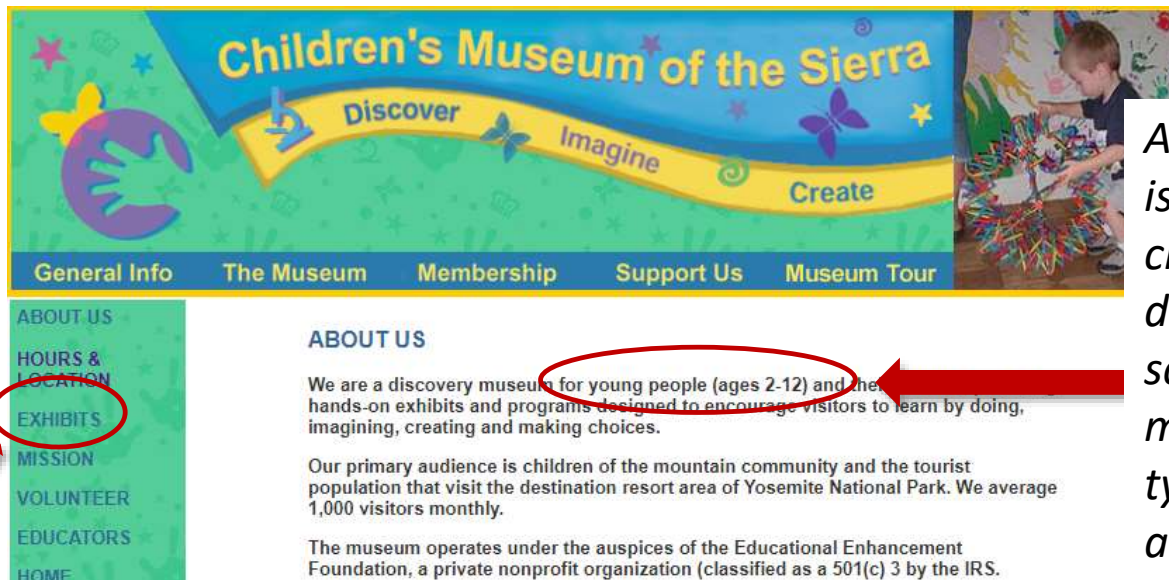 Children's Museum of the Sierra
Discover
Imagine
Create
General Info The Museum Membership Support Us Museum Tour
ABOUT US
HOURS &
LOCATION
EXHIBITS
MISSION
VOLUNTEER
EDUCATORS
HOME
ABOUT US
We are a discovery museum for young people (ages 2-12) and
hands-on exhibits and programs designed to encourage visitors to learn by doing,
imagining, creating and making choices.
Our primary audience is children of the mountain community and the tourist
population that visit the destination resort area of Yosemite National Park. We average
1,000 visitors monthly.
The museum operates under the auspices of the Educational Enhancement
Foundation, a private nonprofit organization (classified as a 501(c) 3 by the IRS.